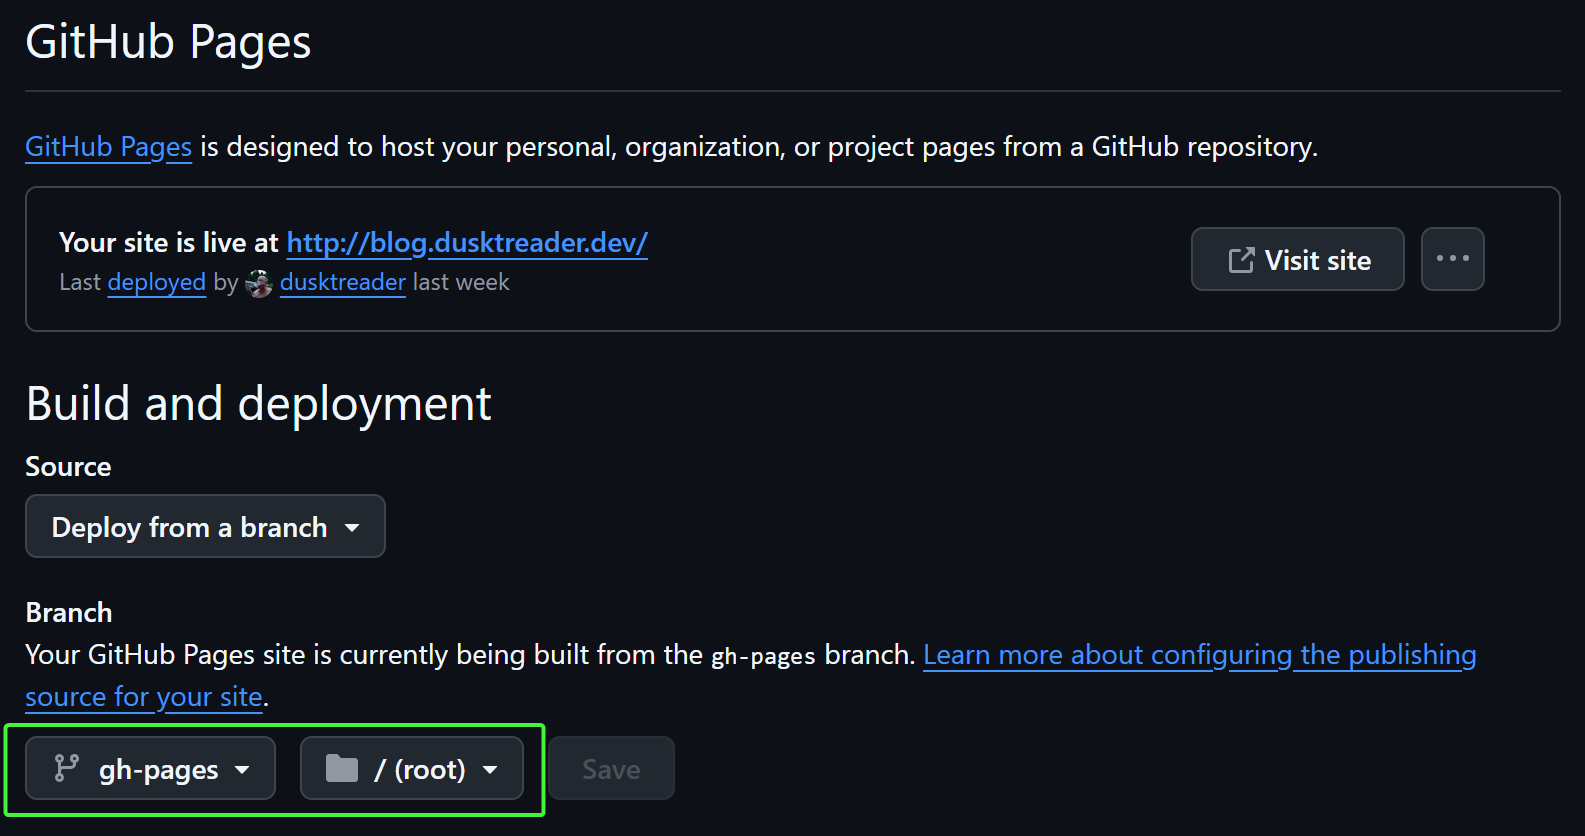 GitHub Pages
GitHub Pages is designed to host your personal, organization, or project pages from a GitHub repository.
Your site is live at http://blog.dusktreader.dev/
Last deployed by dusktreader last week
Visit site
Build and deployment
Source
Deploy from a branch
Branch
Your GitHub Pages site is currently being built from the gh-pages branch. Learn more about configuring the publishing
source for your site.
gh-pages / (root) Save